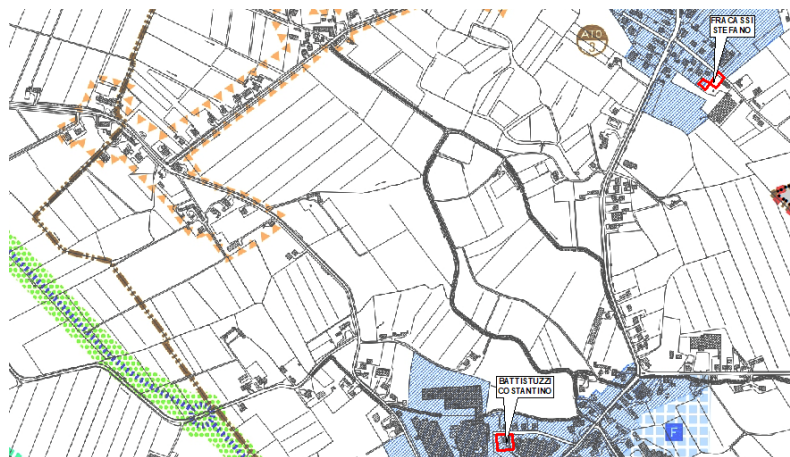 FRACASSI
STEFANO
ATO
3
BATTISTUZZI
COSTANTINO
F